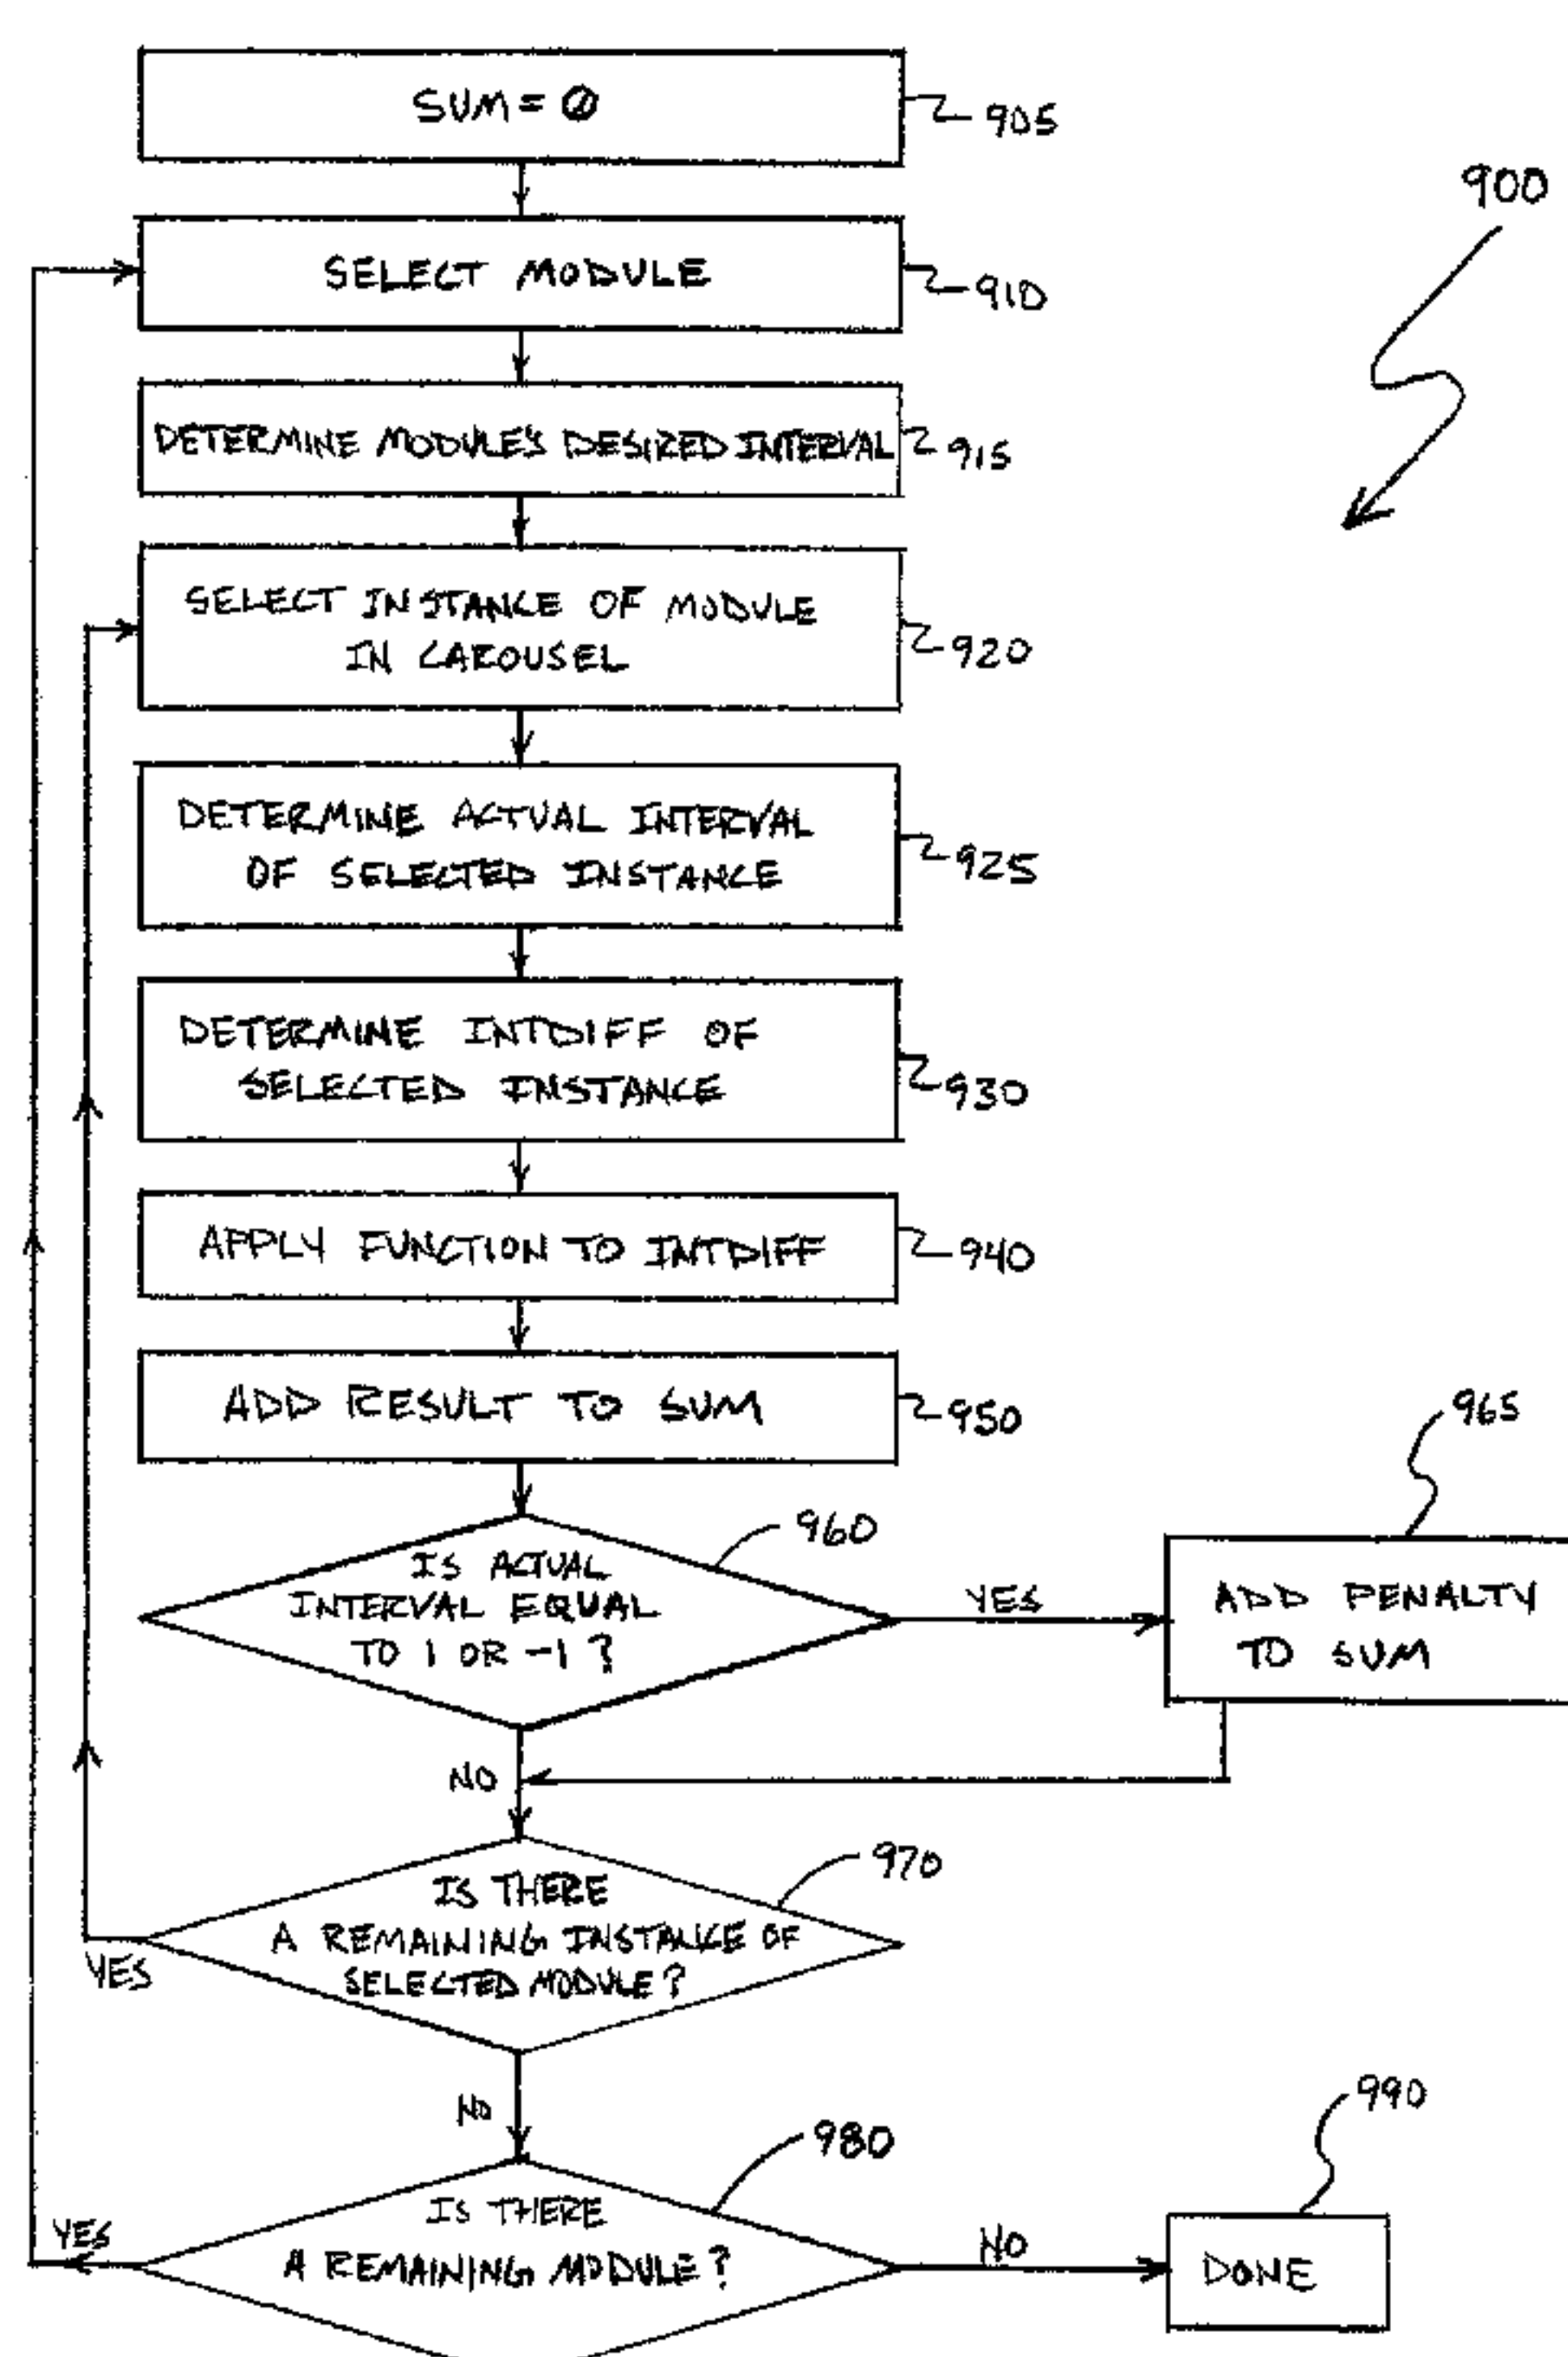 SUM = 0
905
900
SELECT MODULE
910
DETERMINE MODULE'S DESIRED INTERVAL
915
SELECT INSTANCE OF MODULE
IN CAROUSEL
920
DETERMINE ACTUAL INTERVAL
OF SELECTED INSTANCE
925
DETERMINE INTDIFF OF
SELECTED INSTANCE
930
APPLY FUNCTION TO INTDIFF
940
ADD RESULT TO SUM
950
965
960
IS ACTUAL
INTERVAL EQUAL
TO 1 OR -1?
YES
ADD PENALTY
TO SUM
NO
970
IS THERE
A REMAINING INSTANCE OF
SELECTED MODULE?
YES
NO
990
980
IS THERE
A REMAINING MODULE?
YES
NO
DONE